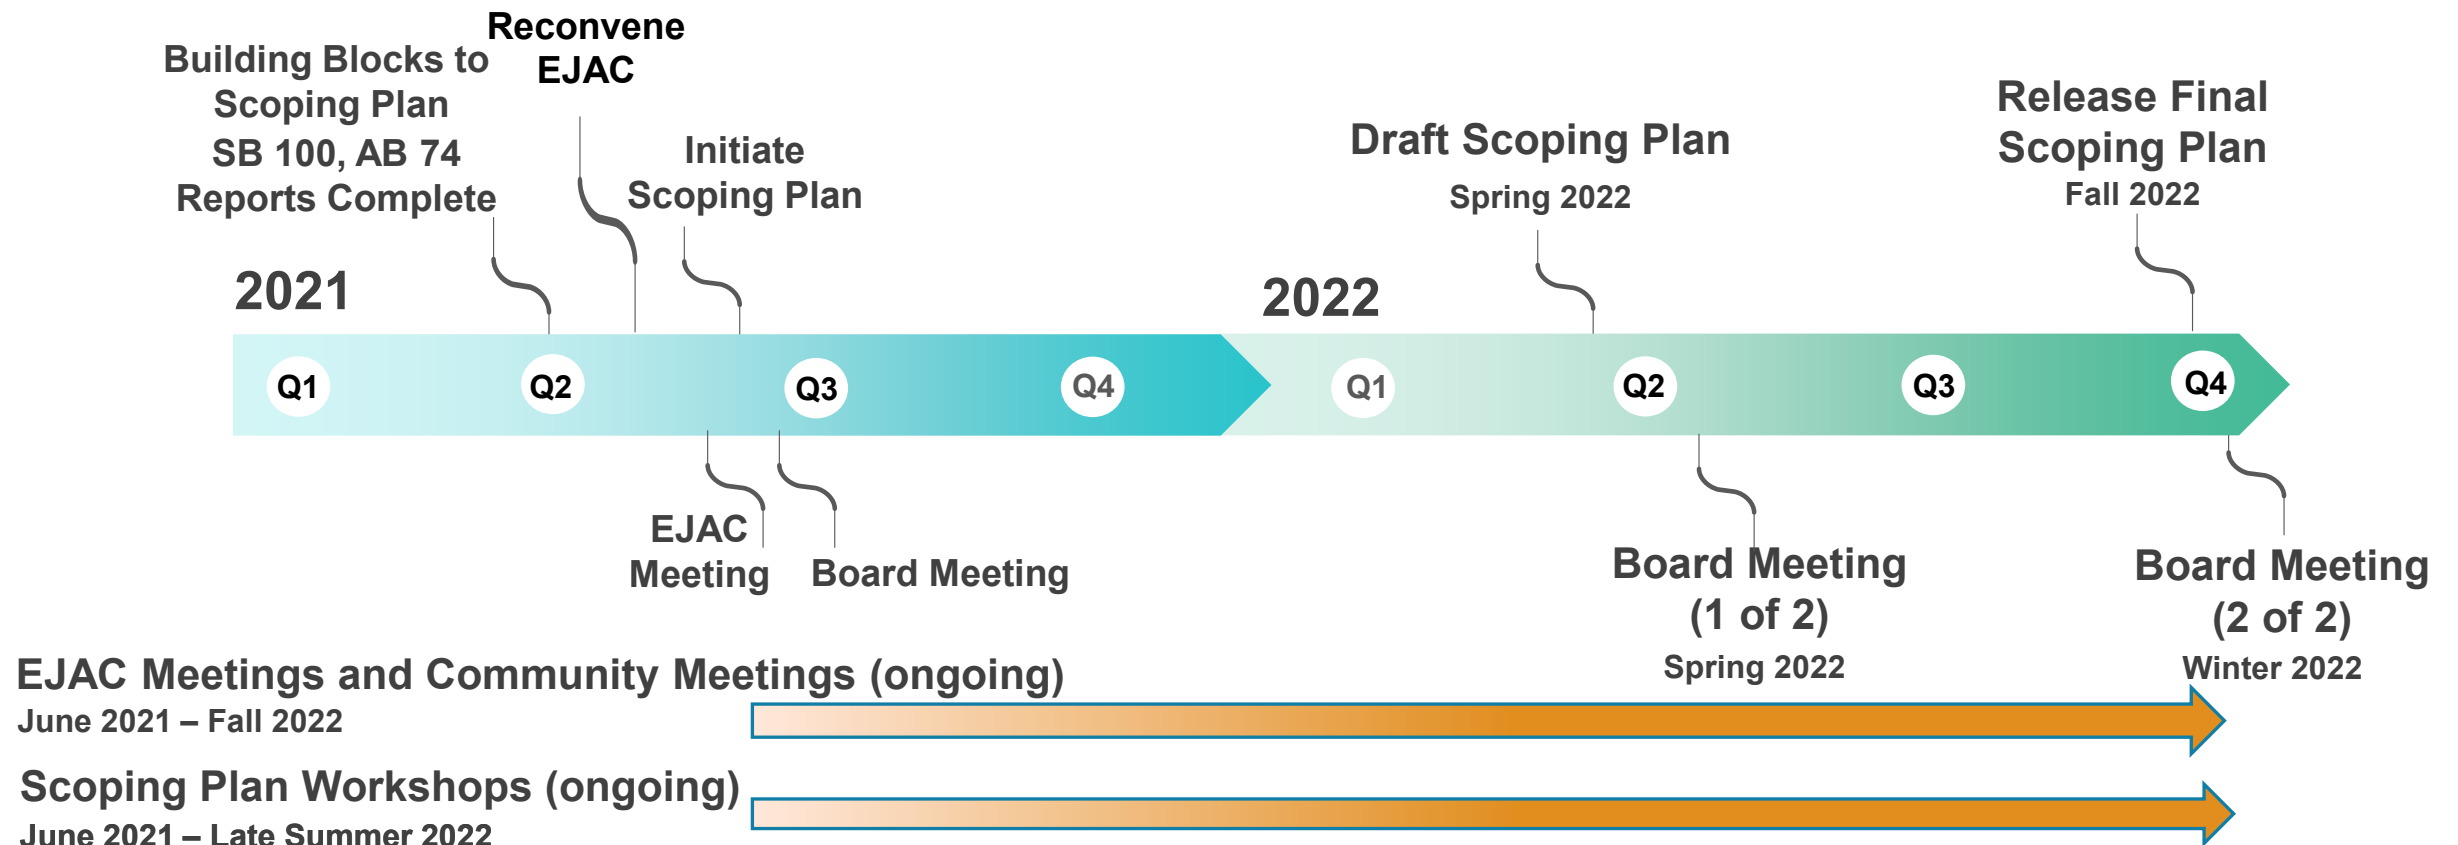 Building Blocks to
Scoping Plan
SB 100, AB 74
Reports Complete
Reconvene
EJAC
Initiate
Scoping Plan
Draft Scoping Plan
Spring 2022
Release Final
Scoping Plan
Fall 2022
2021
2022
Q1
Q2
Q3
Q4
Q1
Q2
Q3
Q4
EJAC
Meeting
Board Meeting
Board Meeting
(1 of 2)
Spring 2022
Board Meeting
(2 of 2)
Winter 2022
EJAC Meetings and Community Meetings (ongoing)
June 2021 – Fall 2022
Scoping Plan Workshops (ongoing)
June 2021 – Late Summer 2022